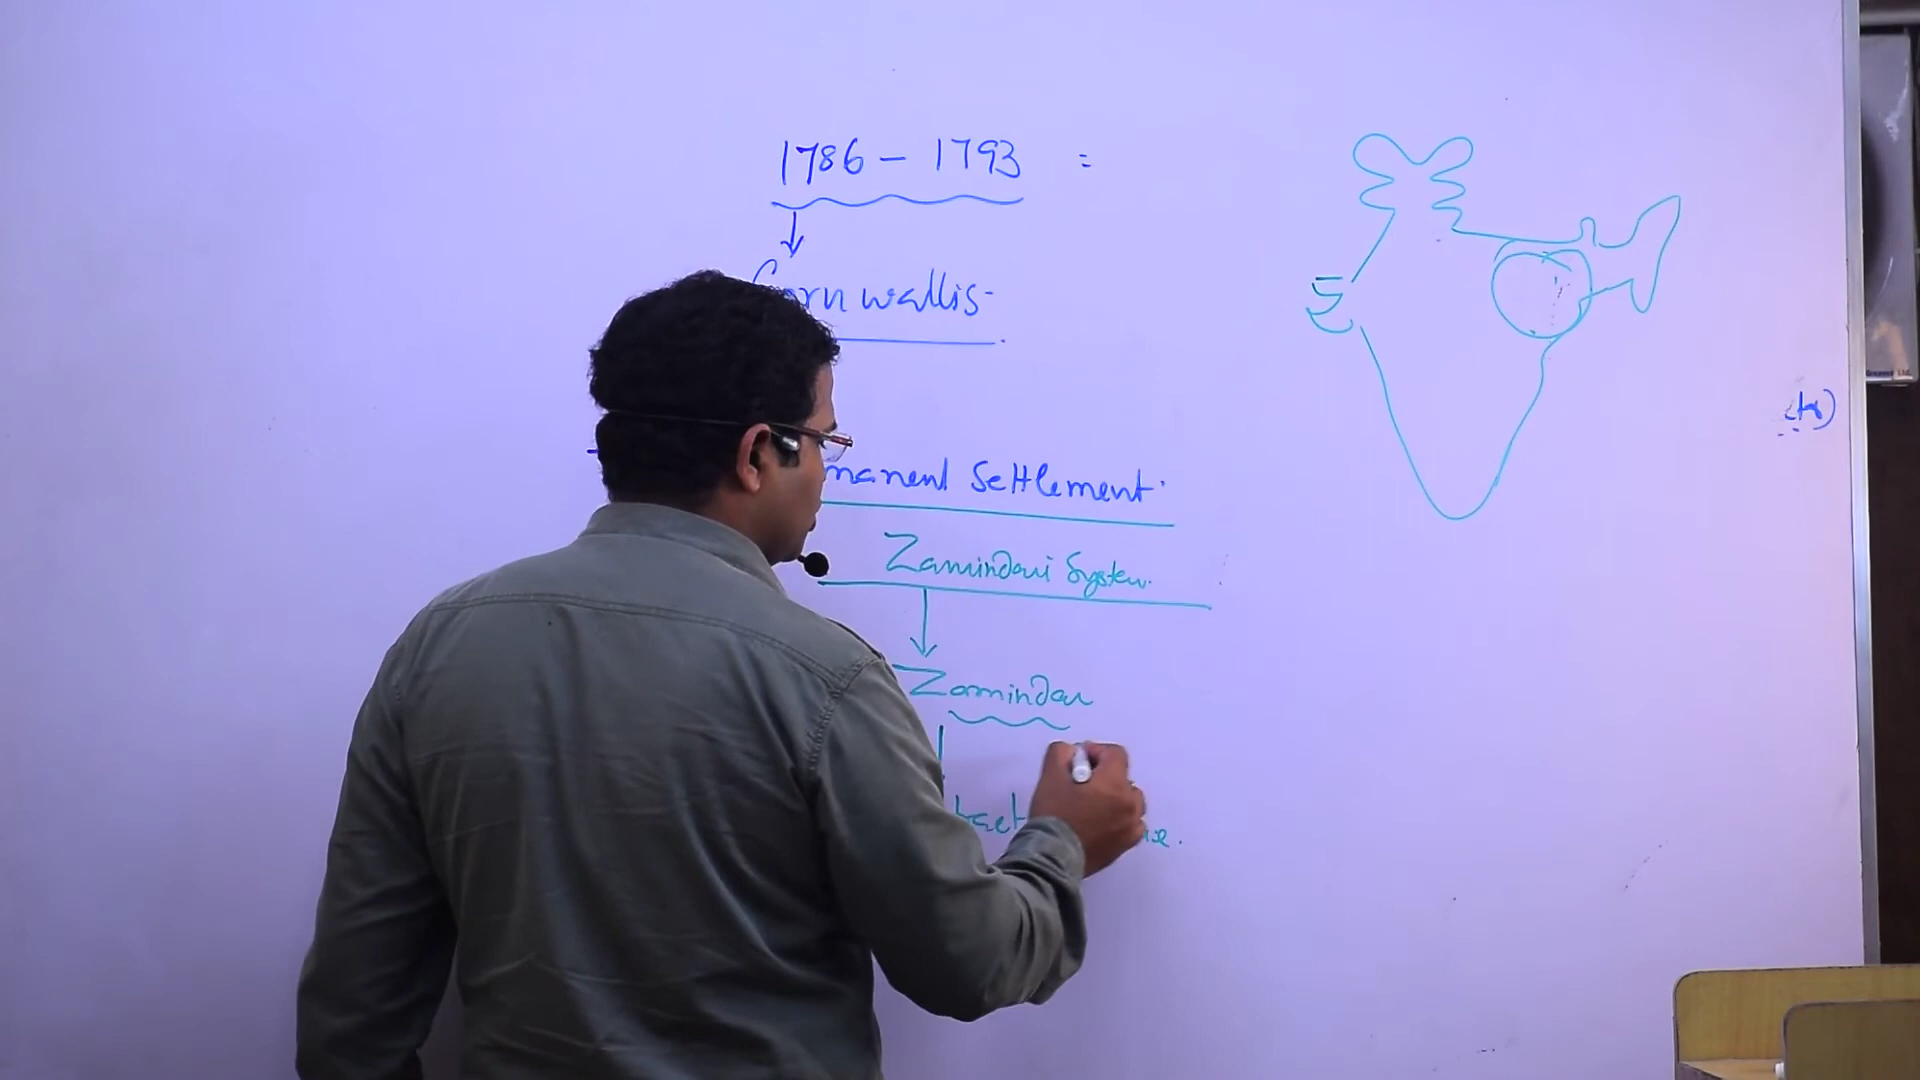 1786 - 1793 =
Cornwallis
manent Settlement.
Zamindari System.
Zamindar